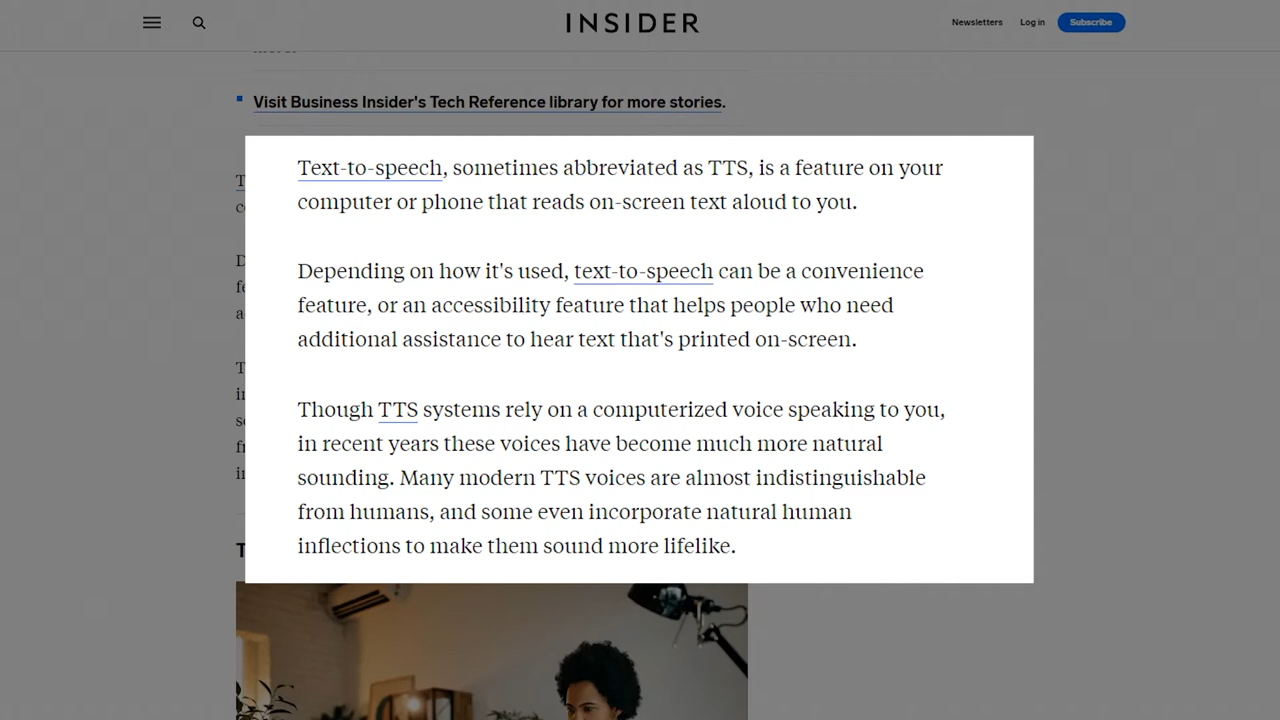 INSIDER
Newsletters
Log in
Subscribe
Visit Business Insider's Tech Reference library for more stories.
Text-to-speech, sometimes abbreviated as TTS, is a feature on your
computer or phone that reads on-screen text aloud to you.
Depending on how it's used, text-to-speech can be a convenience
feature, or an accessibility feature that helps people who need
additional assistance to hear text that's printed on-screen.
Though TTS systems rely on a computerized voice speaking to you,
in recent years these voices have become much more natural
sounding. Many modern TTS voices are almost indistinguishable
from humans, and some even incorporate natural human
inflections to make them sound more lifelike.